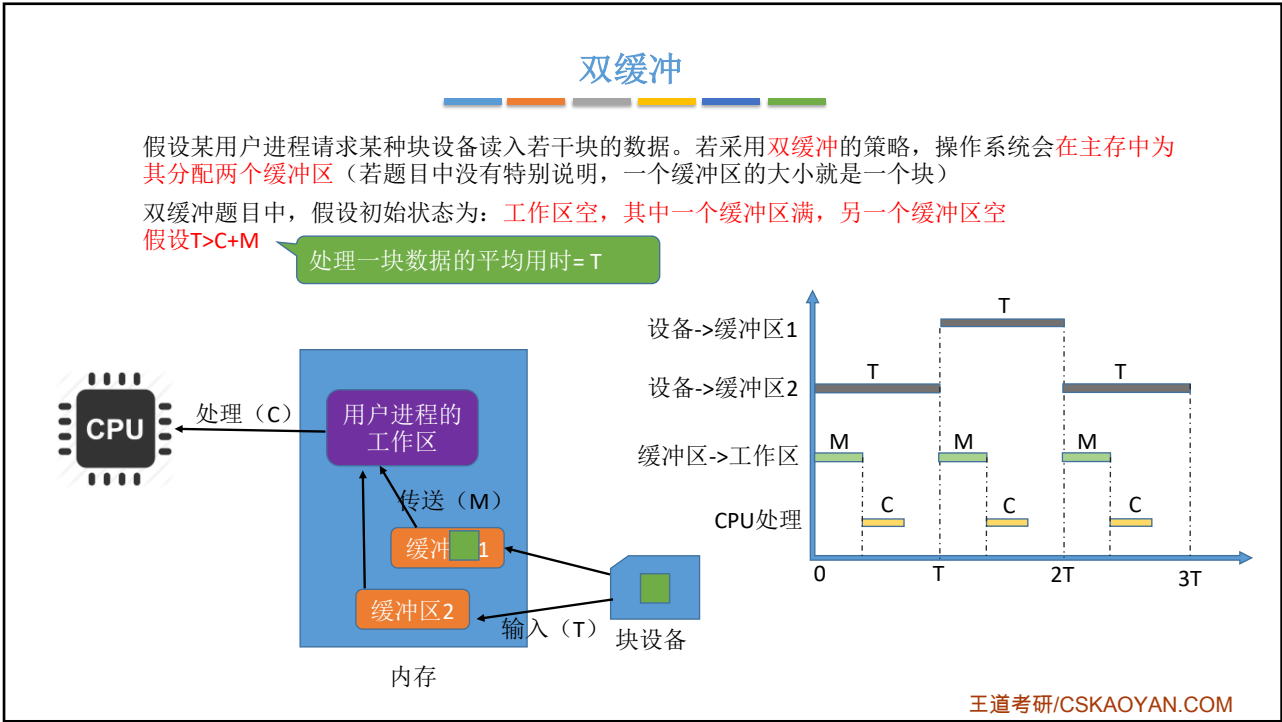 双缓冲
假设某用户进程请求某种块设备读入若干块的数据。若采用双缓冲的策略，操作系统会在主存中为
其分配两个缓冲区（若题目中没有特别说明，一个缓冲区的大小就是一个块）
双缓冲题目中，假设初始状态为：工作区空，其中一个缓冲区满，另一个缓冲区空
假设T>C+M
处理一块数据的平均用时= T
CPU
处理（C）
用户进程的
工作区
传送（M）
缓冲 1
缓冲区2
输入（T）
块设备
内存
设备->缓冲区1
T
设备->缓冲区2
T T
缓冲区->工作区
M M M
CPU处理
C C C
0 T 2T 3T
王道考研/CSKAOYAN.COM